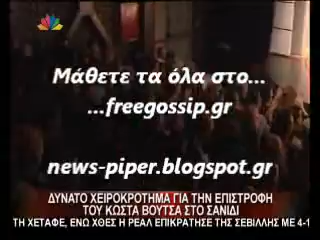 Μάθετε τα όλα στο...
...freegossip.gr
news-piper.blogspot.gr
ΔΥΝΑΤΟ ΧΕΙΡΟΚΡΟΤΗΜΑ ΓΙΑ ΤΗΝ ΕΠΙΣΤΡΟΦΗ
ΤΟΥ ΚΩΣΤΑ ΒΟΥΤΣΑ ΣΤΟ ΣΑΝΙΔΙ
ΤΗ ΧΕΤΑΦΕ, ΕΝΩ ΧΘΕΣ Η ΡΕΑΛ ΕΠΙΚΡΑΤΗΣΕ ΤΗΣ ΣΕΒΙΛΛΗΣ ΜΕ 4-1